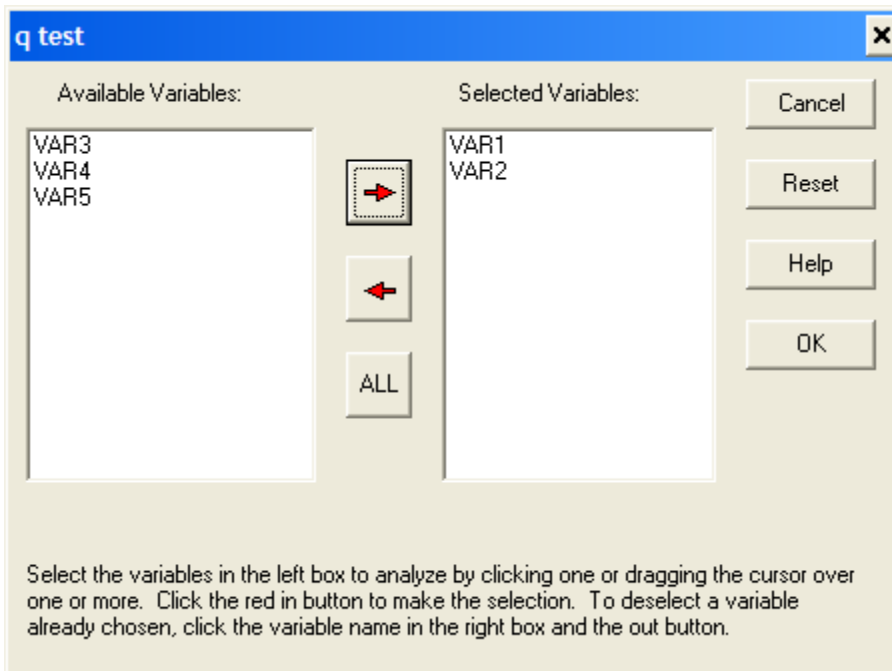 q test
Available Variables:
VAR3
VAR4
VAR5
ALL
Selected Variables:
VAR1
VAR2
Cancel
Reset
Help
OK
Select the variables in the left box to analyze by clicking one or dragging the cursor over
one or more.  Click the red in button to make the selection.  To deselect a variable
already chosen, click the variable name in the right box and the out button.